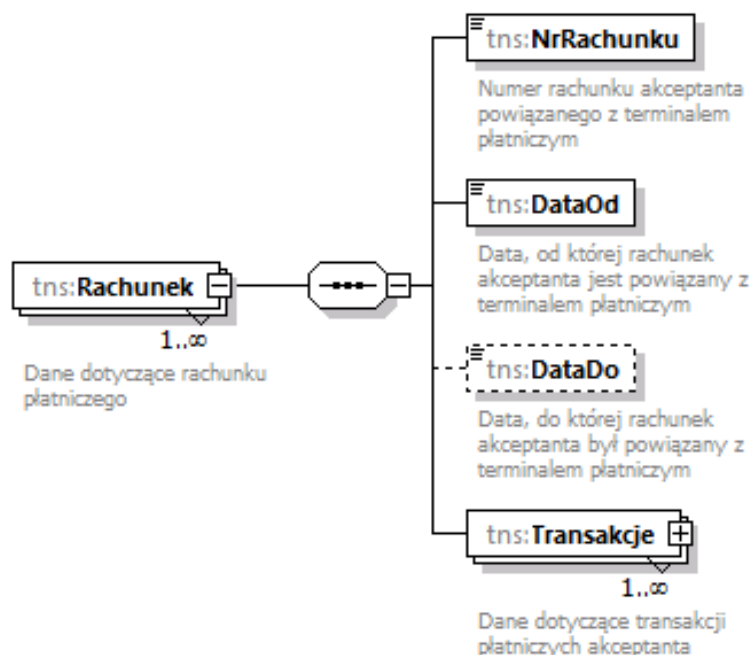 tns:NrRachunku
Numer rachunku akceptanta
powiązanego z terminalem
płatniczym
tns:DataOd
Data, od której rachunek
akceptanta jest powiązany z
terminalem płatniczym
tns:Rachunek
1..∞
Dane dotyczące rachunku
płatniczego
tns:DataDo
Data, do której rachunek
akceptanta był powiązany z
terminalem płatniczym
tns:Transakcje
1..∞
Dane dotyczące transakcji
płatniczych akceptanta